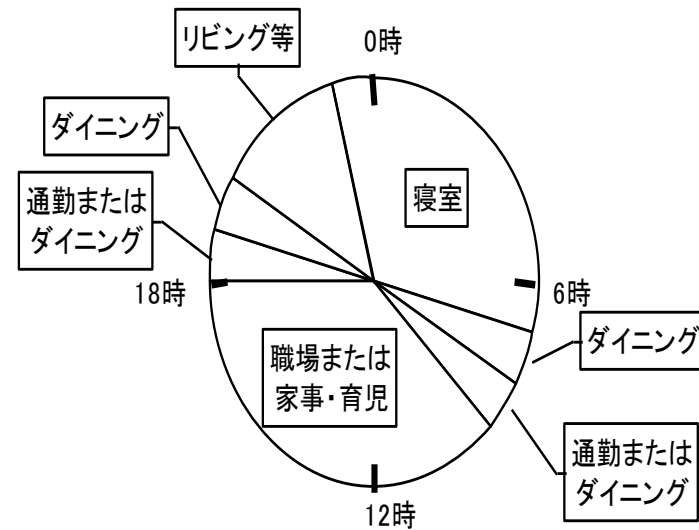 リビング等
0時
ダイニング
寝室
通勤または
ダイニング
18時
6時
ダイニング
職場または
家事・育児
通勤または
ダイニング
12時